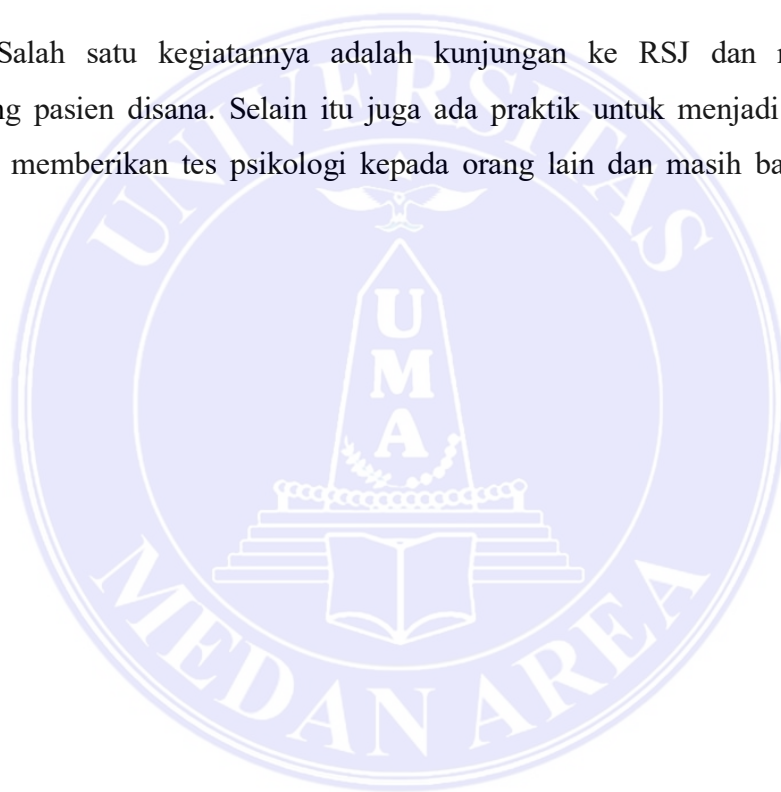 Salah satu kegiatannya adalah kunjungan ke RSJ dan
pasien disana. Selain itu juga ada praktik untuk menjadi
memberikan tes psikologi kepada orang lain dan masih
UNIVERSITAS
U
M
A
MEDAN AREA